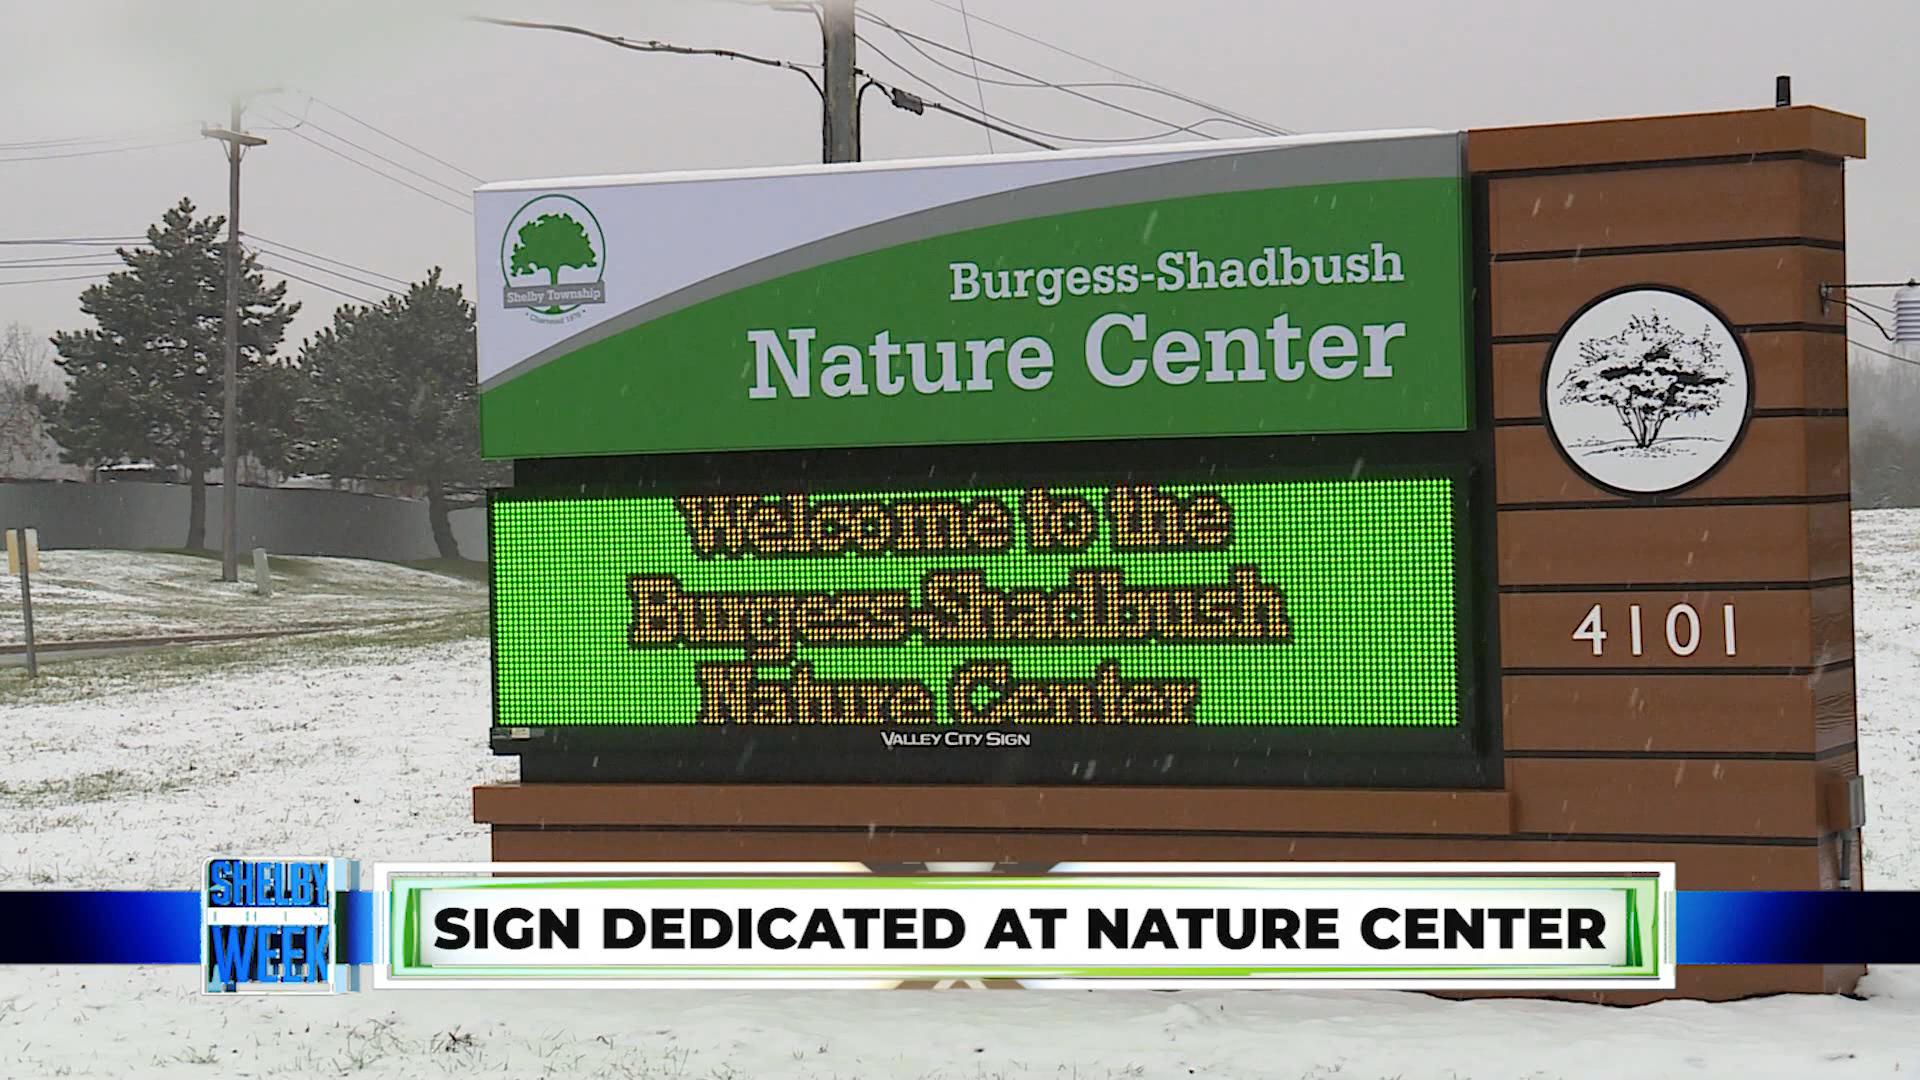 Shelby Township
• Chartered 1979 •
Burgess-Shadbush
Nature Center
Welcome to the
Burgess-Shadbush
Nature Center
VALLEY CITY SIGN
4101
SHELBY
THIS
WEEK
SIGN DEDICATED AT NATURE CENTER